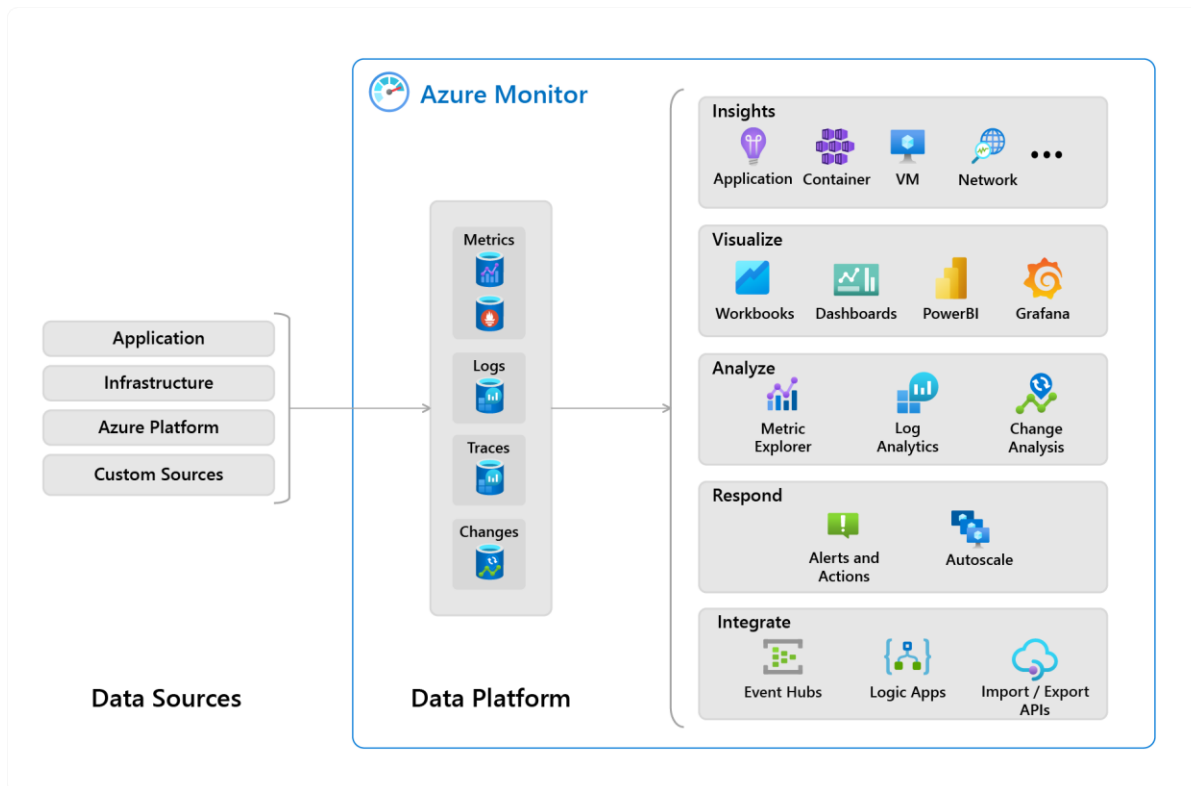 Azure Monitor
Application
Infrastructure
Azure Platform
Custom Sources
Data Sources
Metrics
Logs
Traces
Changes
Data Platform
Insights
Application
Container
VM
Network
Visualize
Workbooks
Dashboards
PowerBI
Grafana
Analyze
Metric
Explorer
Log
Analytics
Change
Analysis
Respond
Alerts and
Actions
Autoscale
Integrate
Event Hubs
Logic Apps
Import / Export
APIs